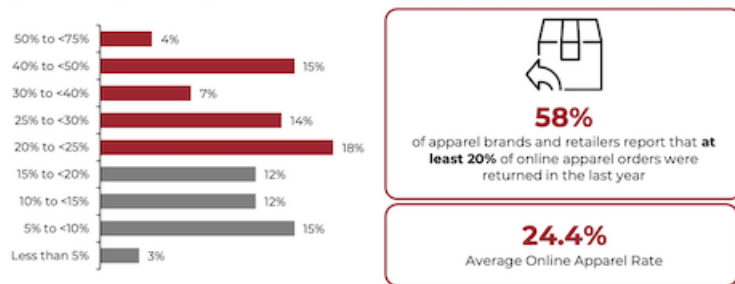 50% to <75% 4%
40% to <50% 15%
30% to <40% 7%
25% to <30% 14%
20% to <25% 18%
15% to <20% 12%
10% to <15% 12%
5% to <10% 15%
Less than 5% 3%
58%
of apparel brands and retailers report that at
least 20% of online apparel orders were
returned in the last year
24.4%
Average Online Apparel Rate